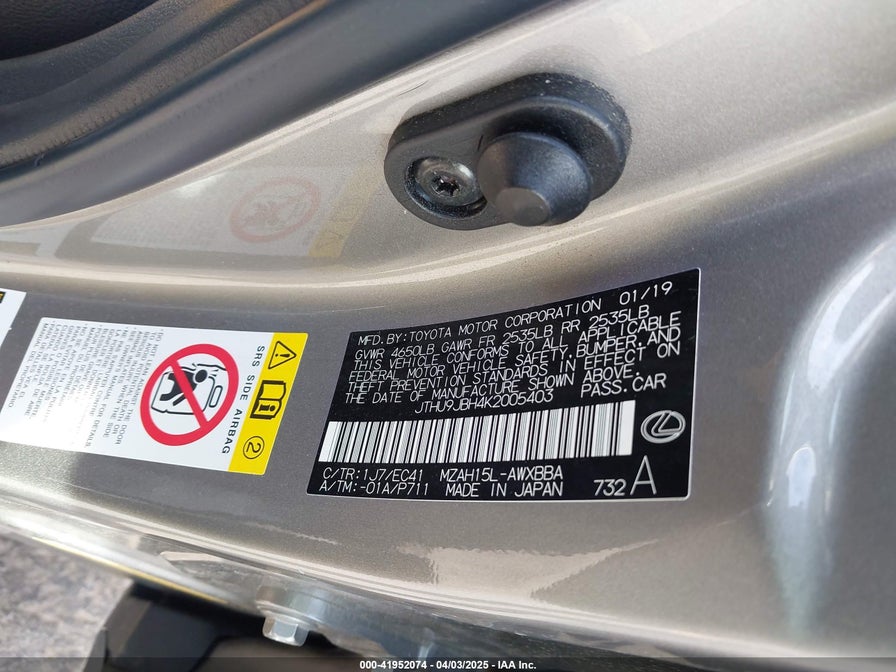 MFD. BY: TOYOTA MOTOR CORPORATION 01/19
GVWR 4650LB GAWR FR 2535LB RR 2535LB
THIS VEHICLE CONFORMS TO ALL APPLICABLE
FEDERAL MOTOR VEHICLE SAFETY, BUMPER, AND
THEFT PREVENTION STANDARDS IN EFFECT ON
THE DATE OF MANUFACTURE SHOWN ABOVE.
JTHU9JBH4K2005403 PASS. CAR
C/TR: 1J7/EC41 MZAH15L-AWXBBA
A/TM: -01A/P711 MADE IN JAPAN 732 A
SRS SIDE AIRBAG
2
000-41952074 - 04/03/2025 - IAA Inc.